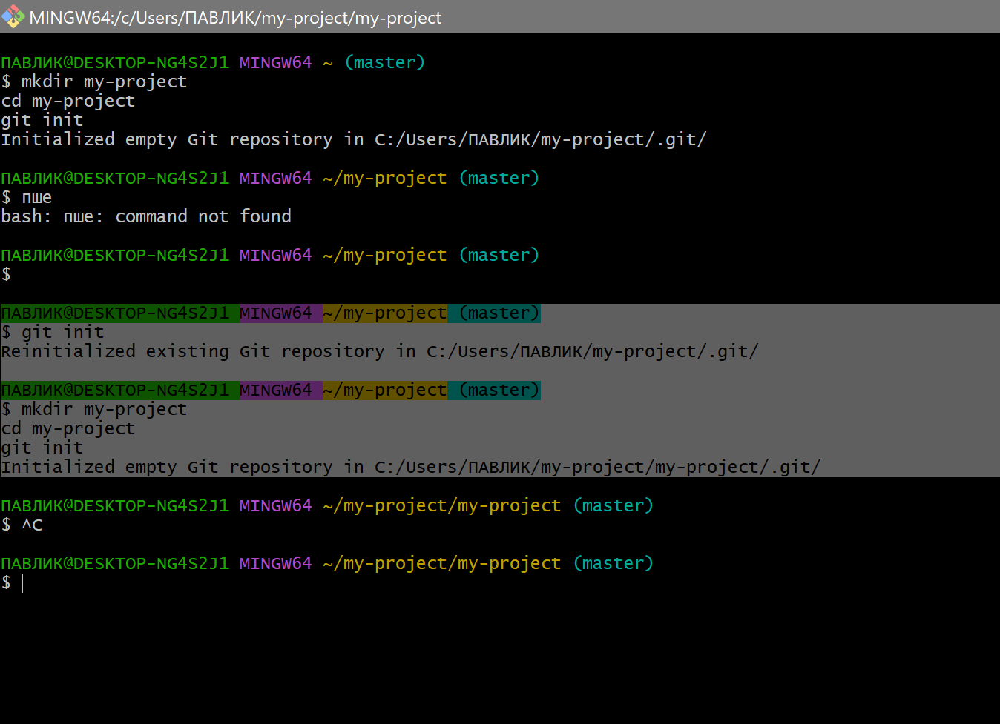 MINGW64:/c/Users/ПАВЛИК/my-project/my-project
ПАВЛИК@DESKTOP-NG4S2J1 MINGW64 ~ (master)
$ mkdir my-project
cd my-project
git init
Initialized empty Git repository in C:/Users/ПАВЛИК/my-project/.git/
ПАВЛИК@DESKTOP-NG4S2J1 MINGW64 ~/my-project (master)
$ пше
bash: пше: command not found
ПАВЛИК@DESKTOP-NG4S2J1 MINGW64 ~/my-project (master)
$
ПАВЛИК@DESKTOP-NG4S2J1 MINGW64 ~/my-project (master)
$ git init
Reinitialized existing Git repository in C:/Users/ПАВЛИК/my-project/.git/
ПАВЛИК@DESKTOP-NG4S2J1 MINGW64 ~/my-project (master)
$ mkdir my-project
cd my-project
git init
Initialized empty Git repository in C:/Users/ПАВЛИК/my-project/my-project/.git/
ПАВЛИК@DESKTOP-NG4S2J1 MINGW64 ~/my-project/my-project (master)
$ ^C
ПАВЛИК@DESKTOP-NG4S2J1 MINGW64 ~/my-project/my-project (master)
$